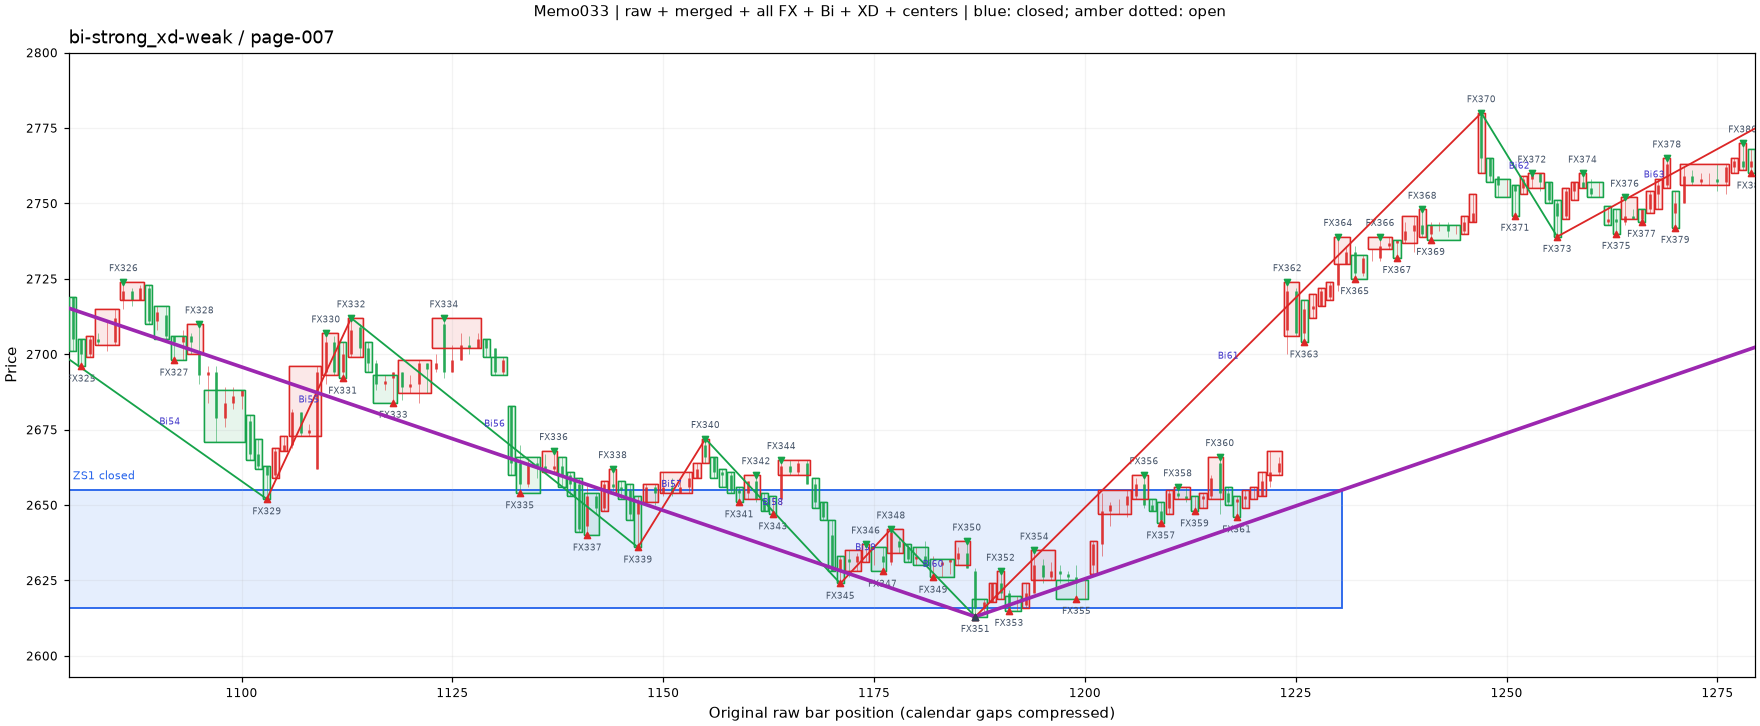 Memo033 | raw + merged + all FX + Bi + XD + centers | blue: closed; amber dotted: open
bi-strong_xd-weak / page-007
2800
2775
2750
2725
2700
2675
2650
2625
2600
Price
FX370
FX326
FX328
FX330
FX332
FX334
FX331
FX327
FX333
FX329
Bi54
Bi56
ZS1 closed
FX335
FX336
FX337
FX338
FX339
Bi57
FX340
FX341
FX342
FX343
FX344
Bi58
FX345
FX346
FX347
FX348
FX349
Bi60
FX350
FX351
FX352
FX353
FX354
FX355
FX356
FX357
FX358
FX359
FX360
FX361
Bi61
FX362
FX363
FX364
FX365
FX366
FX367
FX368
FX369
Bi62
FX372
FX371
FX373
FX374
FX375
FX376
FX377
Bi63
FX378
FX379
1100
1125
1150
1175
1200
1225
1250
1275
Original raw bar position (calendar gaps compressed)